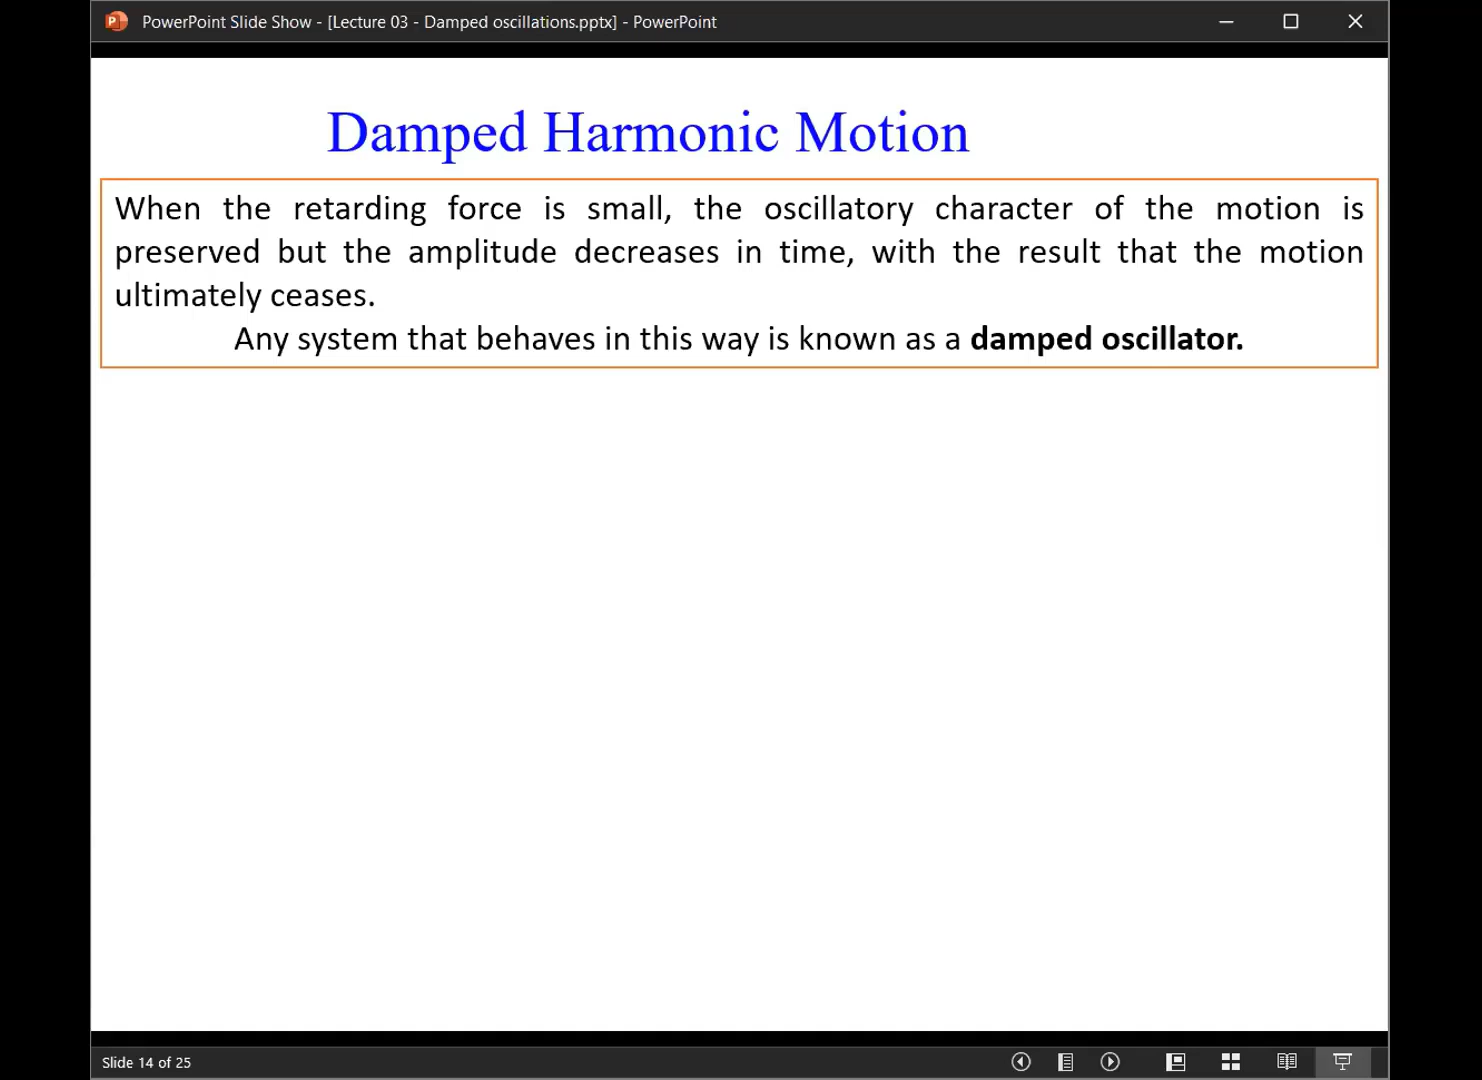 PowerPoint Slide Show - [Lecture 03 - Damped oscillations.pptx] - PowerPoint
Damped Harmonic Motion
When the retarding force is small, the oscillatory character of the motion is
preserved but the amplitude decreases in time, with the result that the motion
ultimately ceases.
Any system that behaves in this way is known as a damped oscillator.
Slide 14 of 25